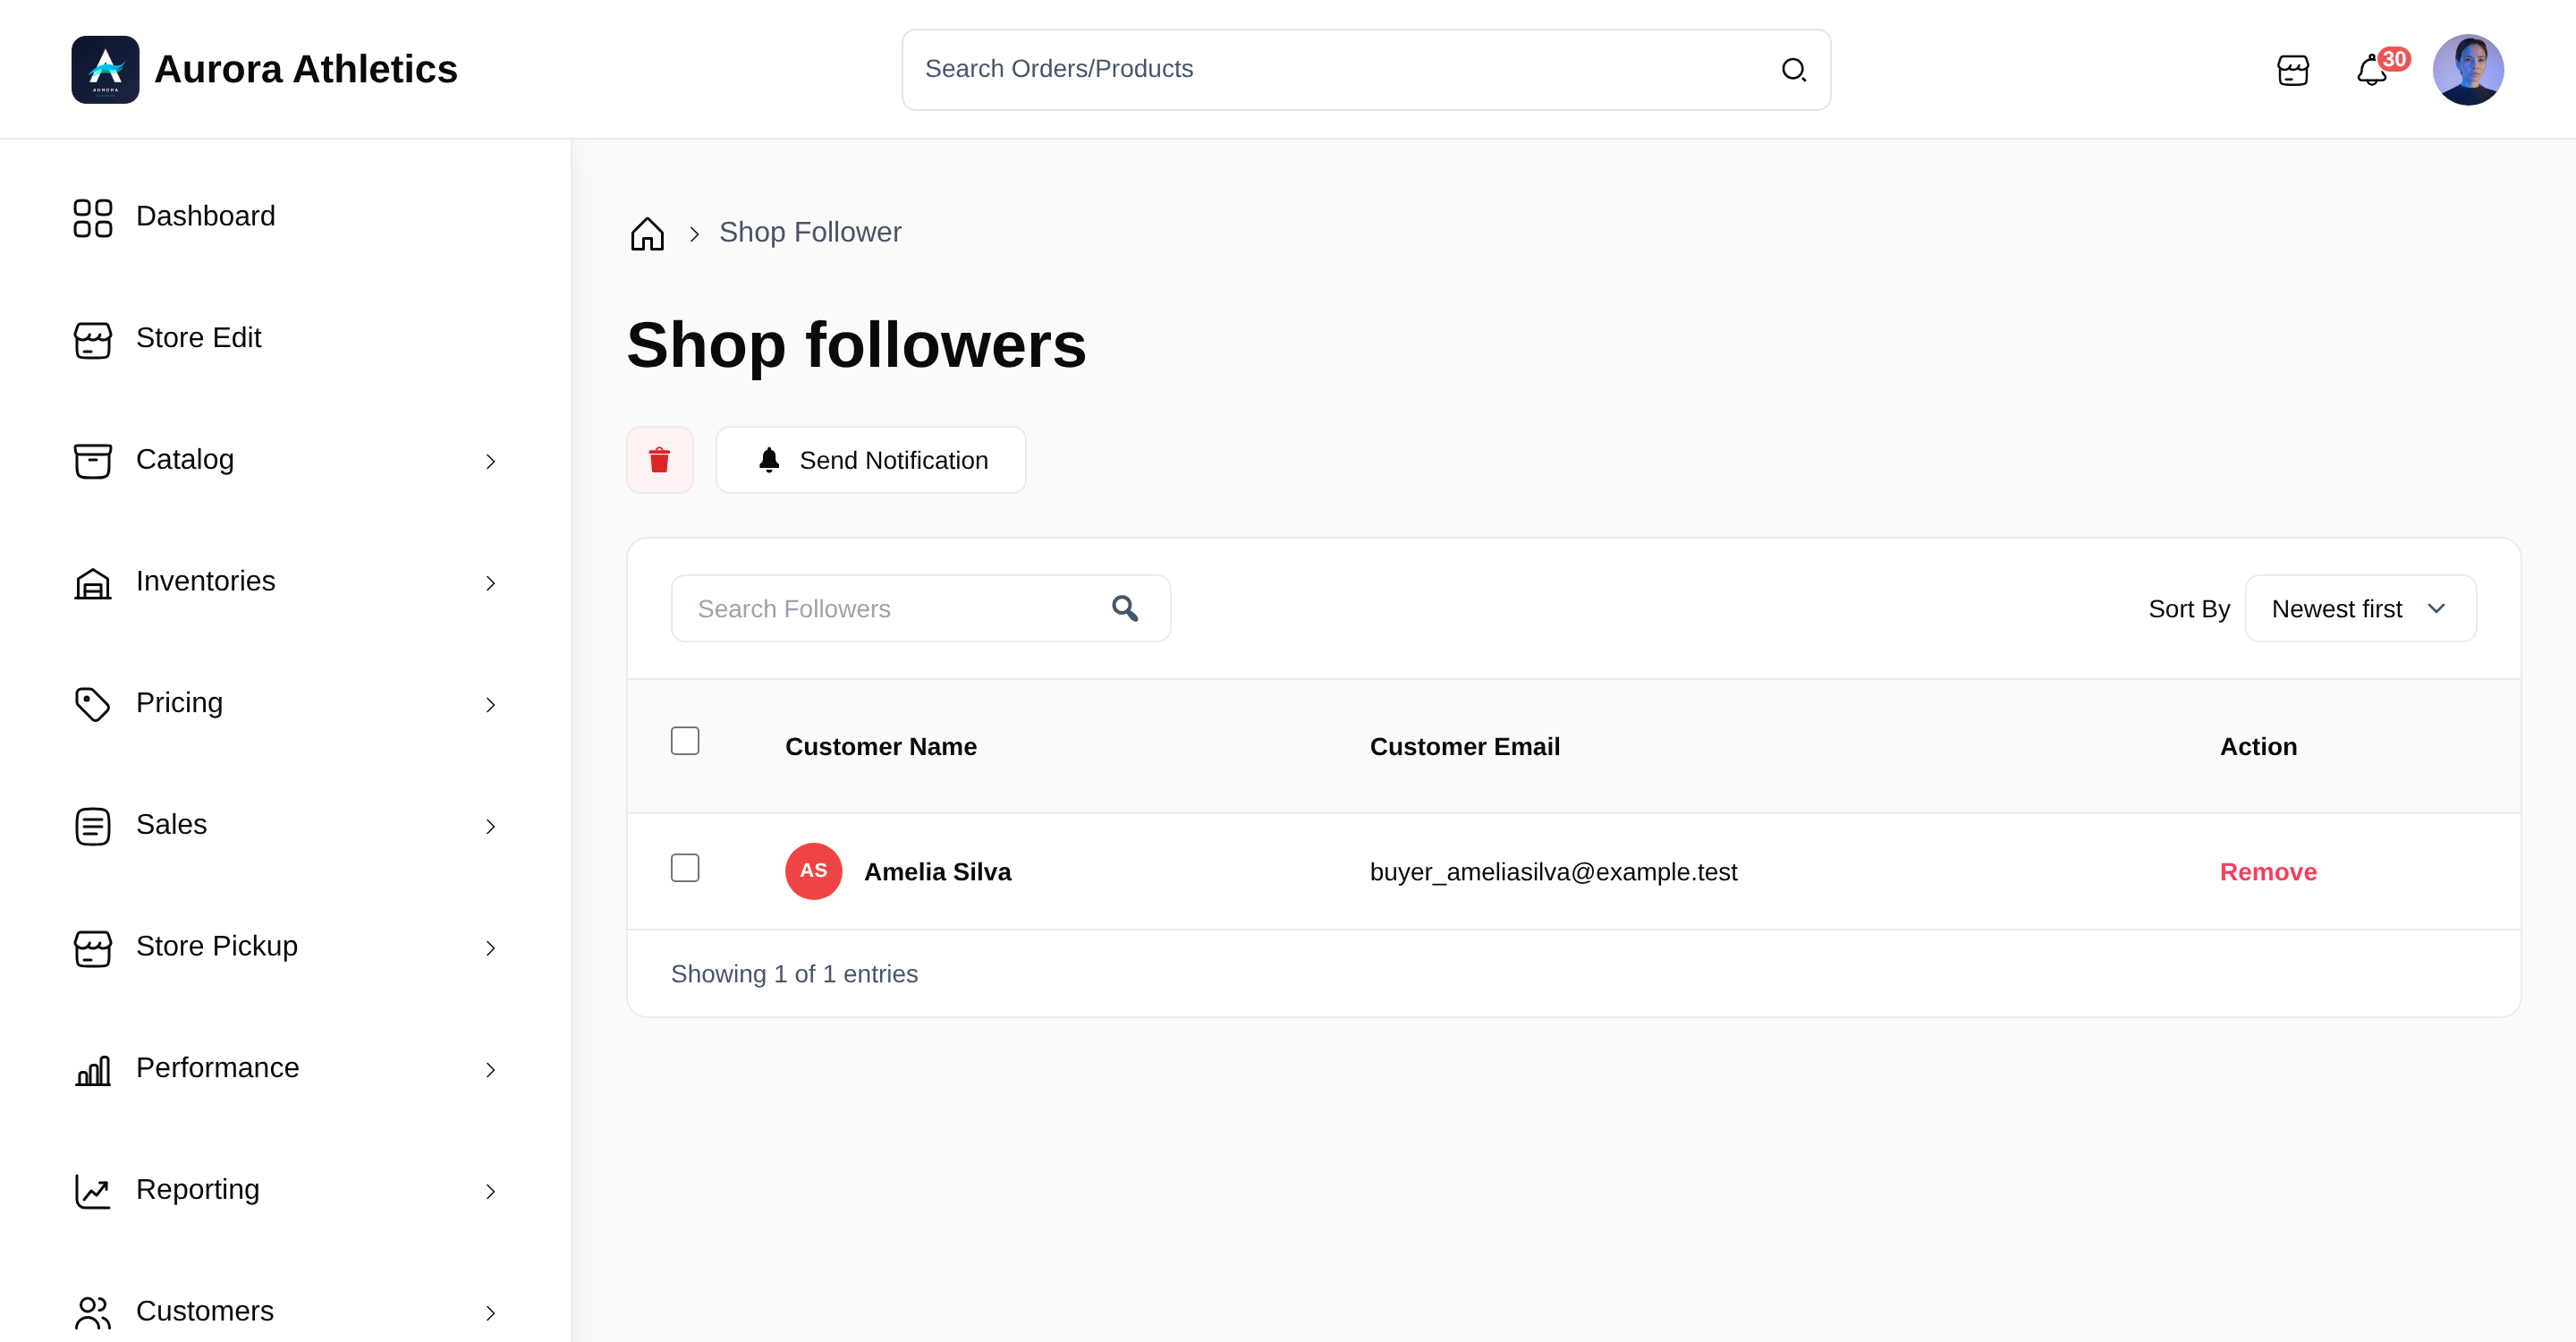 AURORA
Aurora Athletics
Search Orders/Products
30
Dashboard
Store Edit
Catalog
Inventories
Pricing
Sales
Store Pickup
Performance
Reporting
Customers
Shop Follower
Shop followers
Send Notification
Search Followers
Sort By
Newest first
Customer Name Customer Email Action
AS Amelia Silva buyer_ameliasilva@example.test Remove
Showing 1 of 1 entries